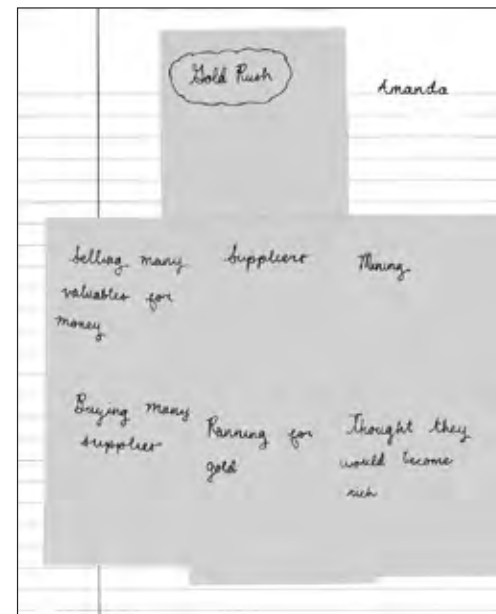 Gold Rush
Amanda
Selling many
valuables for
money
Suppliers
Mining
Buying many
supplies
Panning for
gold
Thought they
would become
rich